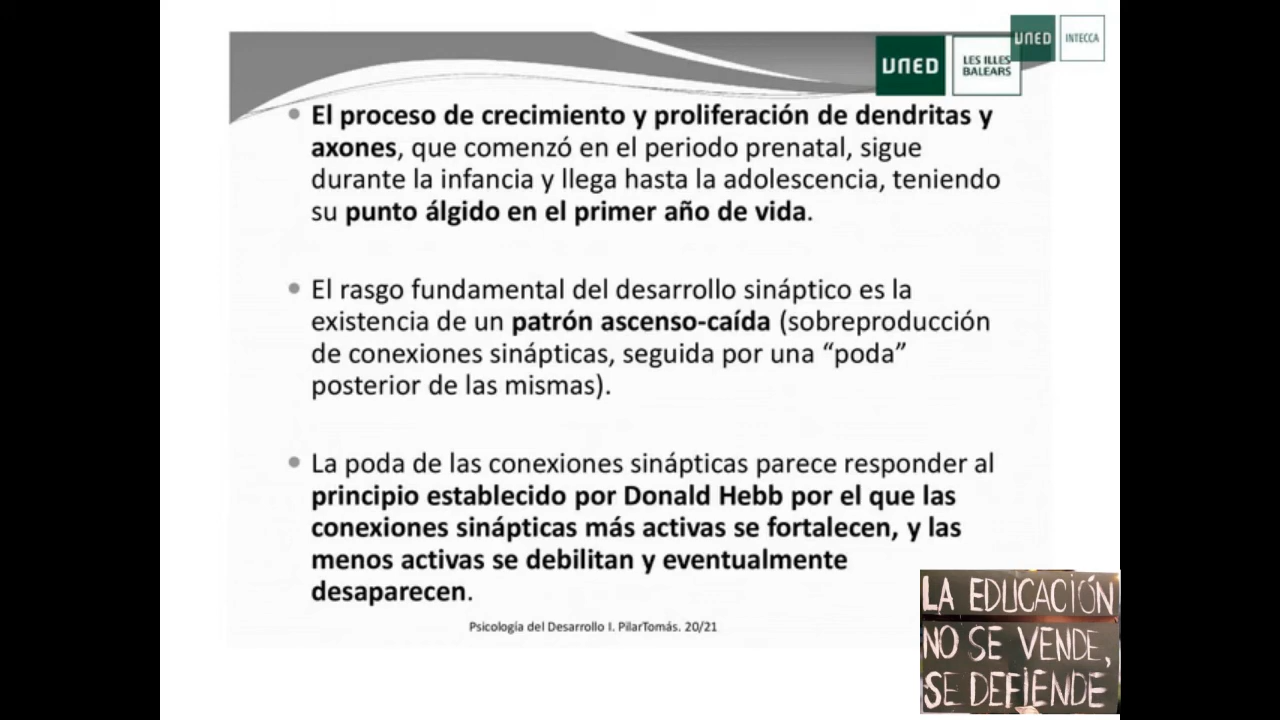 UNED
INTECCA
UNED
LES ILLES
BALEARS
El proceso de crecimiento y proliferación de dendritas y
axones, que comenzó en el periodo prenatal, sigue
durante la infancia y llega hasta la adolescencia, teniendo
su punto álgido en el primer año de vida.
El rasgo fundamental del desarrollo sináptico es la
existencia de un patrón ascenso-caída (sobreproducción
de conexiones sinápticas, seguida por una “poda”
posterior de las mismas).
La poda de las conexiones sinápticas parece responder al
principio establecido por Donald Hebb por el que las
conexiones sinápticas más activas se fortalecen, y las
menos activas se debilitan y eventualmente
desaparecen.
Psicología del Desarrollo I. PilarTomás. 20/21
LA EDUCACIÓN
NO SE VENDE,
SE DEFIENDE